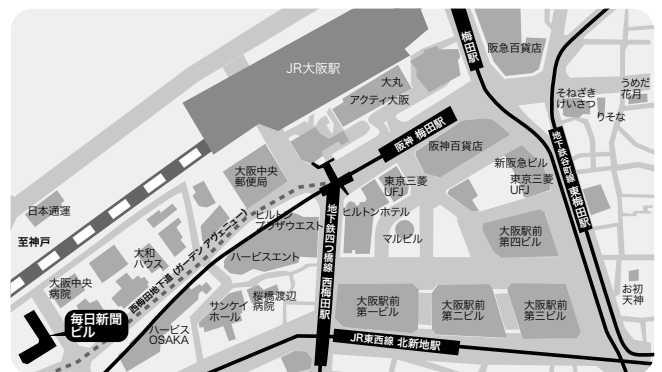 梅田駅
阪急百貨店
JR大阪駅
大丸
アクティ大阪
うめだ
花月
そねざき
けいさつ
りそな
阪神 梅田駅
阪神百貨店
地下鉄谷町線 東梅田駅
新阪急ビル
東京三菱
UFJ
大阪中央
郵便局
東京三菱
UFJ
日本通運
至神戸
ヒルトン
プラザウエスト
ヒルトンホテル
マルビル
大阪駅前
第四ビル
地下鉄四つ橋線 西梅田駅
西梅田地下道 (ガーデン アヴェニュー)
大和
ハウス
ハービスエント
大阪中央
病院
桜橋渡辺
病院
サンケイ
ホール
お初
天神
大阪駅前
第一ビル
大阪駅前
第二ビル
大阪駅前
第三ビル
毎日新聞
ビル
ハービス
OSAKA
JR東西線 北新地駅